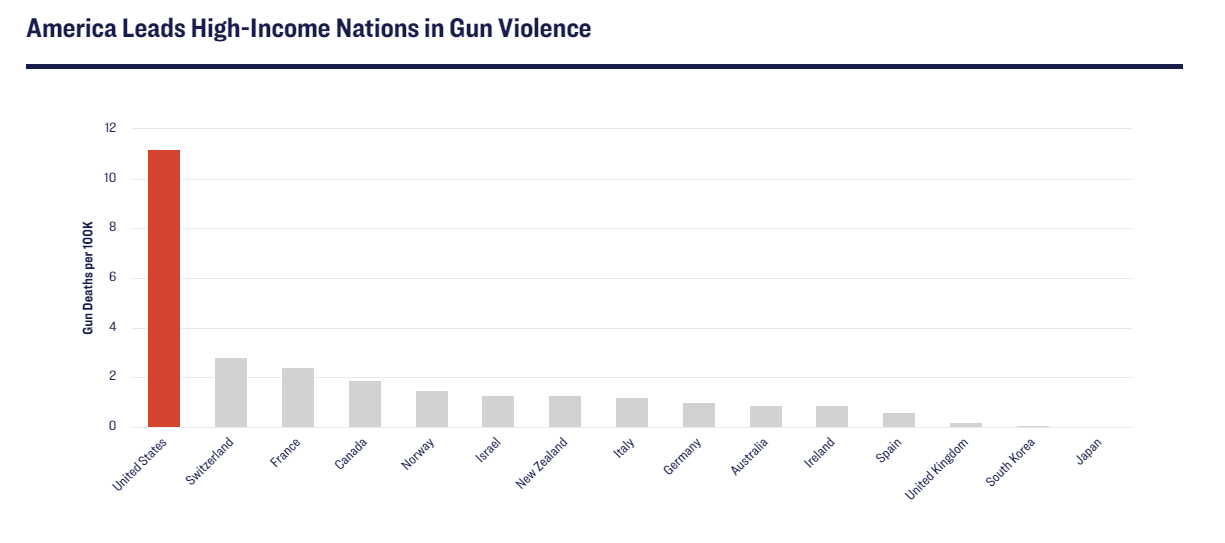 America Leads High-Income Nations in Gun Violence
Gun Deaths per 100K
12
10
8
6
4
2
0
United States
Switzerland
France
Canada
Norway
Israel
New Zealand
Italy
Germany
Australia
Ireland
Spain
United Kingdom
South Korea
Japan